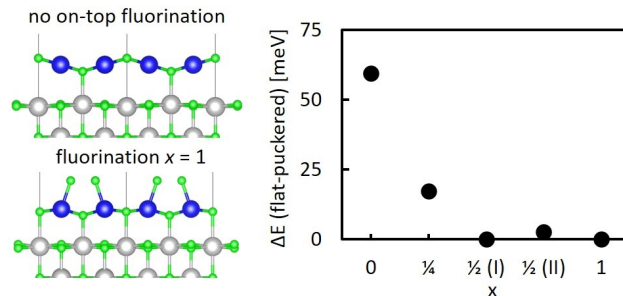 no on-top fluorination
fluorination x = 1
ΔE (flat-puckered) [meV]
75
50
25
0
0
¼
½ (I)
½ (II)
1
x